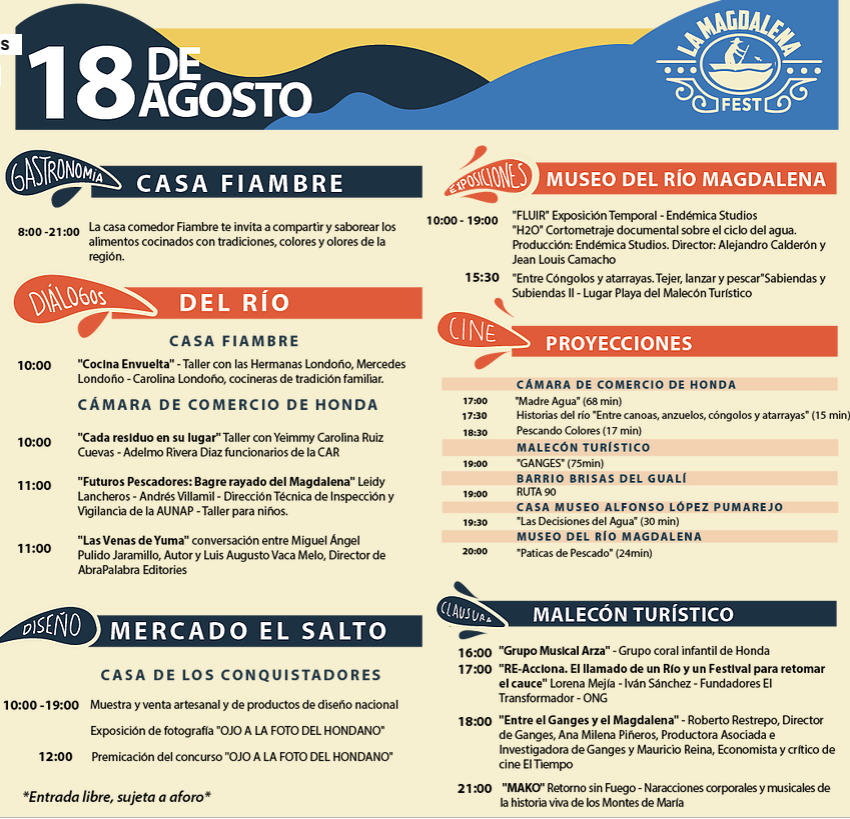 S
18 DE
AGOSTO
LA MAGDALENA
FEST
GASTRONOMIA
CASA FIAMBRE
8:00 -21:00 La casa comedor Fiambre te invita a compartir y saborear los
alimentos cocinados con tradiciones, colores y olores de la
región.
DIÁLOGOS
DEL RÍO
CASA FIAMBRE
10:00 "Cocina Envuelta" - Taller con las Hermanas Londoño, Mercedes
Londoño - Carolina Londoño, cocineras de tradición familiar.
CÁMARA DE COMERCIO DE HONDA
10:00 "Cada residuo en su lugar" Taller con Yeimmy Carolina Ruiz
Cuevas - Adelmo Rivera Diaz funcionarios de la CAR
11:00 "Futuros Pescadores: Bagre rayado del Magdalena" Leidy
Lancheros - Andrés Villamil - Dirección Técnica de Inspección y
Vigilancia de la AUNAP - Taller para niños.
11:00 "Las Venas de Yuma" conversación entre Miguel Ángel
Pulido Jaramillo, Autor y Luis Augusto Vaca Melo, Director de
AbraPalabra Editories
DISEÑO
MERCADO EL SALTO
CASA DE LOS CONQUISTADORES
10:00 -19:00 Muestra y venta artesanal y de productos de diseño nacional
Exposición de fotografía "OJO A LA FOTO DEL HONDANO"
12:00 Premicación del concurso "OJO A LA FOTO DEL HONDANO"
*Entrada libre, sujeta a aforo*
EXPOSICIONES
MUSEO DEL RÍO MAGDALENA
10:00 - 19:00 "FLUIR" Exposición Temporal - Endémica Studios
"H2O" Cortometraje documental sobre el ciclo del agua.
Producción: Endémica Studios. Director: Alejandro Calderón y
Jean Louis Camacho
15:30 "Entre Cóngolos y atarrayas. Tejer, lanzar y pescar"Sabiendas y
Subiendas II - Lugar Playa del Malecón Turístico
CINE
PROYECCIONES
CÁMARA DE COMERCIO DE HONDA
17:00 "Madre Agua" (68 min)
17:30 Historias del río "Entre canoas, anzuelos, cóngolos y atarrayas" (15 min)
18:30 Pescando Colores (17 min)
MALECÓN TURÍSTICO
19:00 "GANGES" (75min)
BARRIO BRISAS DEL GUALÍ
19:00 RUTA 90
CASA MUSEO ALFONSO LÓPEZ PUMAREJO
19:30 "Las Decisiones del Agua" (30 min)
MUSEO DEL RÍO MAGDALENA
20:00 "Paticas de Pescado" (24min)
CLAUSURA
MALECÓN TURÍSTICO
16:00 "Grupo Musical Arza" - Grupo coral infantil de Honda
17:00 "RE-Acciona. El llamado de un Río y un Festival para retomar
el cauce" Lorena Mejía - Iván Sánchez - Fundadores El
Transformador - ONG
18:00 "Entre el Ganges y el Magdalena" - Roberto Restrepo, Director
de Ganges, Ana Milena Piñeros, Productora Asociada e
Investigadora de Ganges y Mauricio Reina, Economista y crítico de
cine El Tiempo
21:00 "MAKO" Retorno sin Fuego - Naracciones corporales y musicales de
la historia viva de los Montes de María